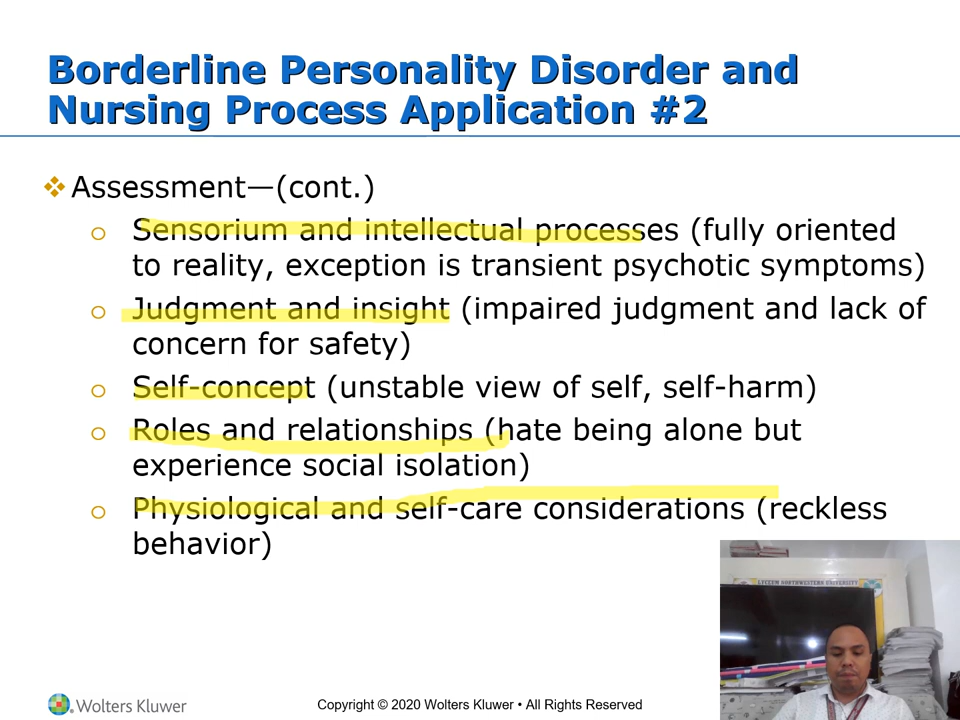 Borderline Personality Disorder and
Nursing Process Application #2
❖ Assessment—(cont.)
o Sensorium and intellectual processes (fully oriented
to reality, exception is transient psychotic symptoms)
o Judgment and insight (impaired judgment and lack of
concern for safety)
o Self-concept (unstable view of self, self-harm)
o Roles and relationships (hate being alone but
experience social isolation)
o Physiological and self-care considerations (reckless
behavior)
LYCEUM NORTHWESTERN UNIVERSITY
Wolters Kluwer
Copyright © 2020 Wolters Kluwer • All Rights Reserved